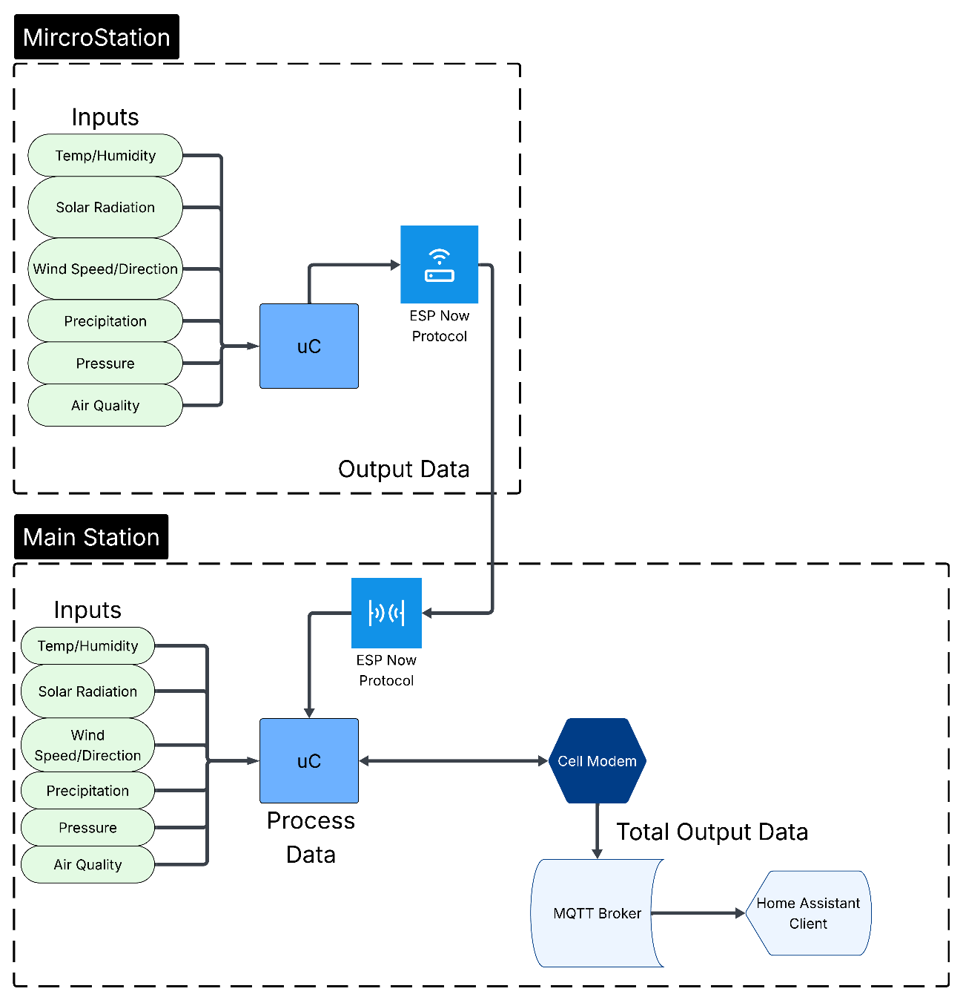 MircroStation
Inputs
Temp/Humidity
Solar Radiation
Wind Speed/Direction
Precipitation
Pressure
Air Quality
uC
ESP Now
Protocol
Output Data
Main Station
Inputs
Temp/Humidity
Solar Radiation
Wind
Speed/Direction
Precipitation
Pressure
Air Quality
ESP Now
Protocol
uC
Process
Data
Cell Modem
Total Output Data
MQTT Broker
Home Assistant
Client